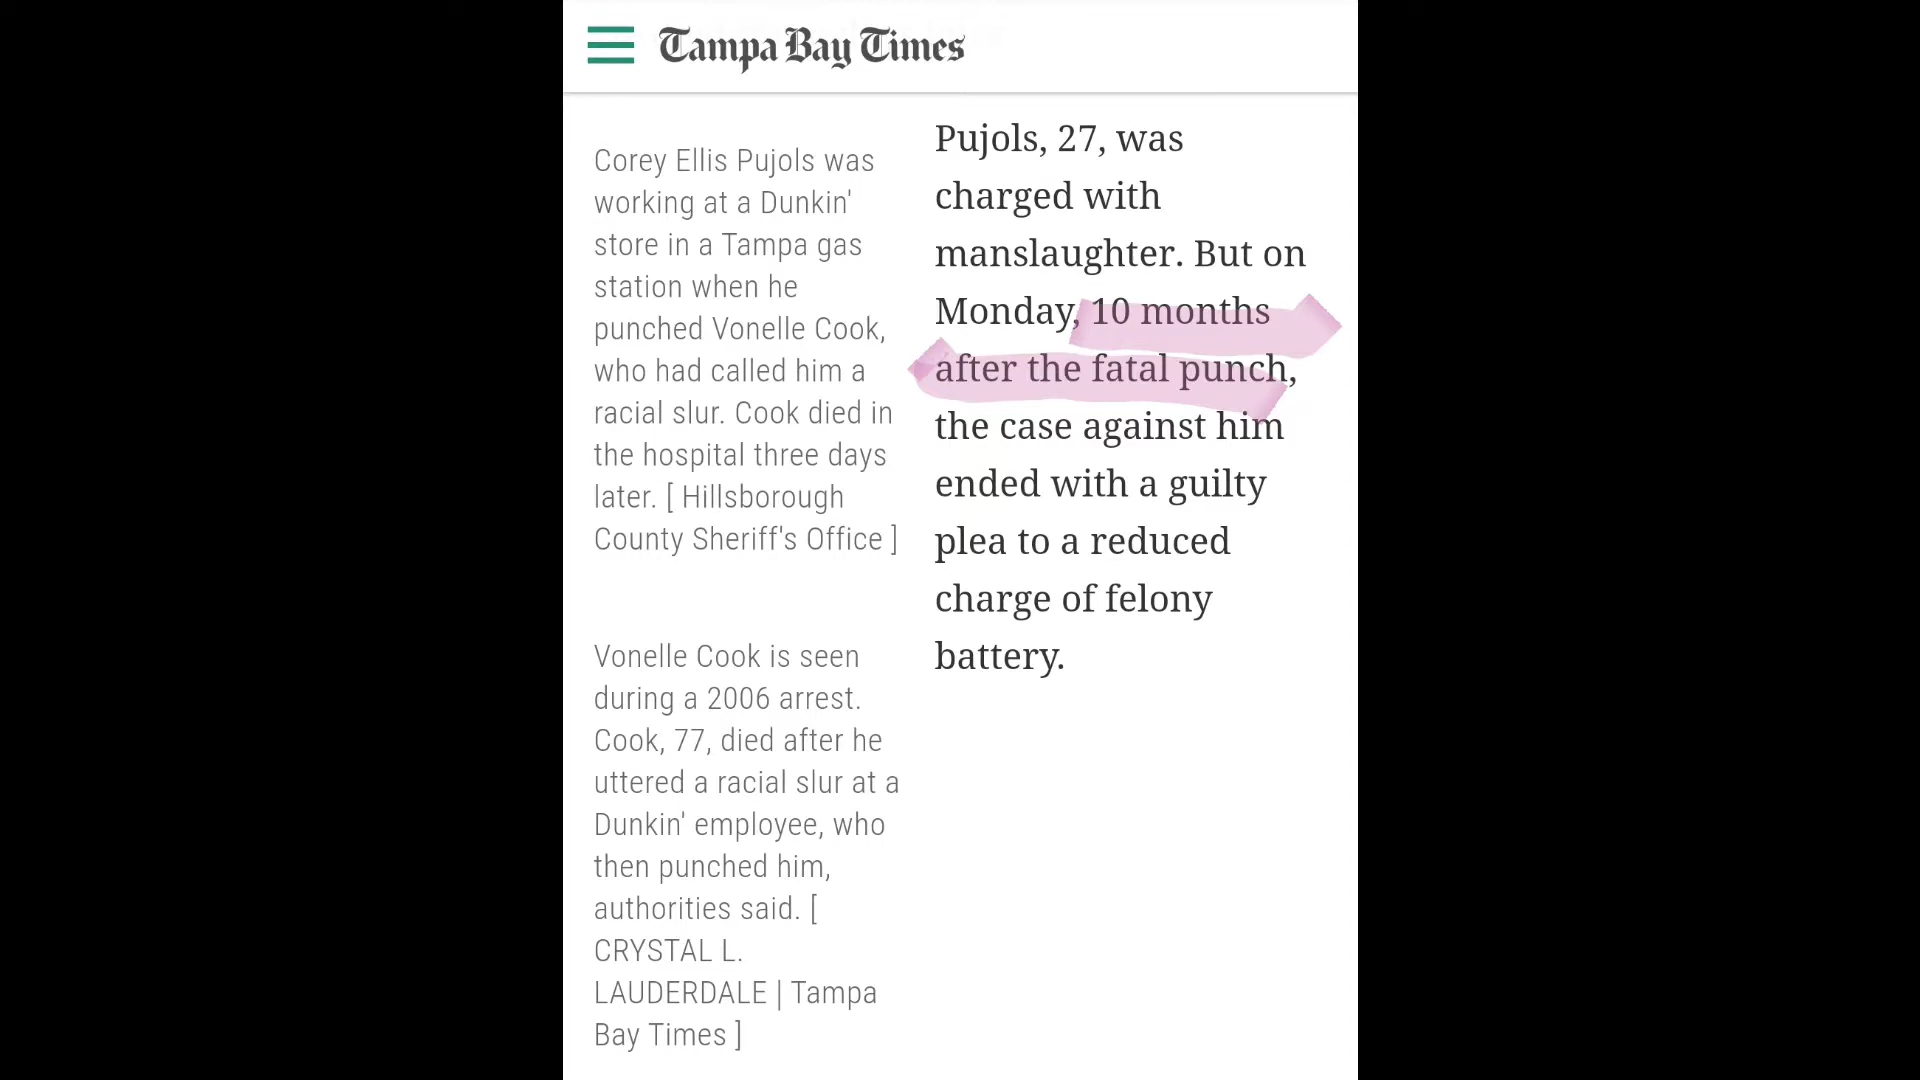 Tampa Bay Times
Corey Ellis Pujols was
working at a Dunkin'
store in a Tampa gas
station when he
punched Vonelle Cook,
who had called him a
racial slur. Cook died in
the hospital three days
later. [ Hillsborough
County Sheriff's Office ]
Vonelle Cook is seen
during a 2006 arrest.
Cook, 77, died after he
uttered a racial slur at a
Dunkin' employee, who
then punched him,
authorities said. [
CRYSTAL L.
LAUDERDALE | Tampa
Bay Times ]
Pujols, 27, was
charged with
manslaughter. But on
Monday, 10 months
after the fatal punch,
the case against him
ended with a guilty
plea to a reduced
charge of felony
battery.